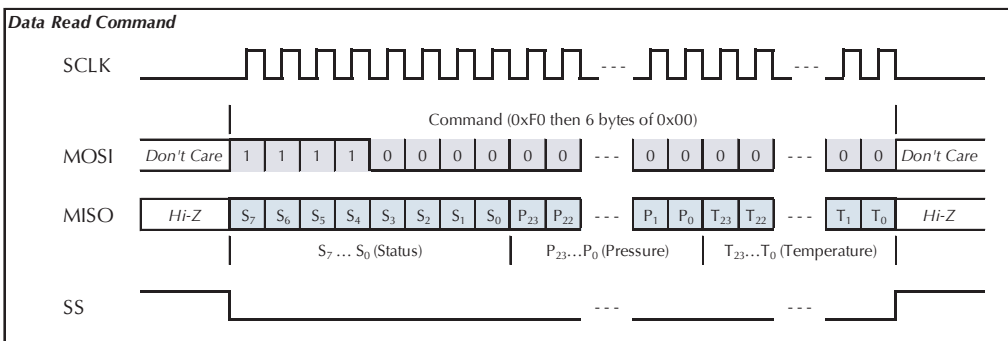 Data Read Command
SCLK - - - - - -
Command (0xF0 then 6 bytes of 0x00)
MOSI Don't Care 1 1 1 1 0 0 0 0 0 0 - - - 0 0 0 0 - - - 0 0 Don't Care
MISO Hi-Z S7 S6 S5 S4 S3 S2 S1 S0 P23 P22 - - - P1 P0 T23 T22 - - - T1 T0 Hi-Z
S7 ... S0 (Status) P23...P0 (Pressure) T23...T0 (Temperature)
SS - - - - - -